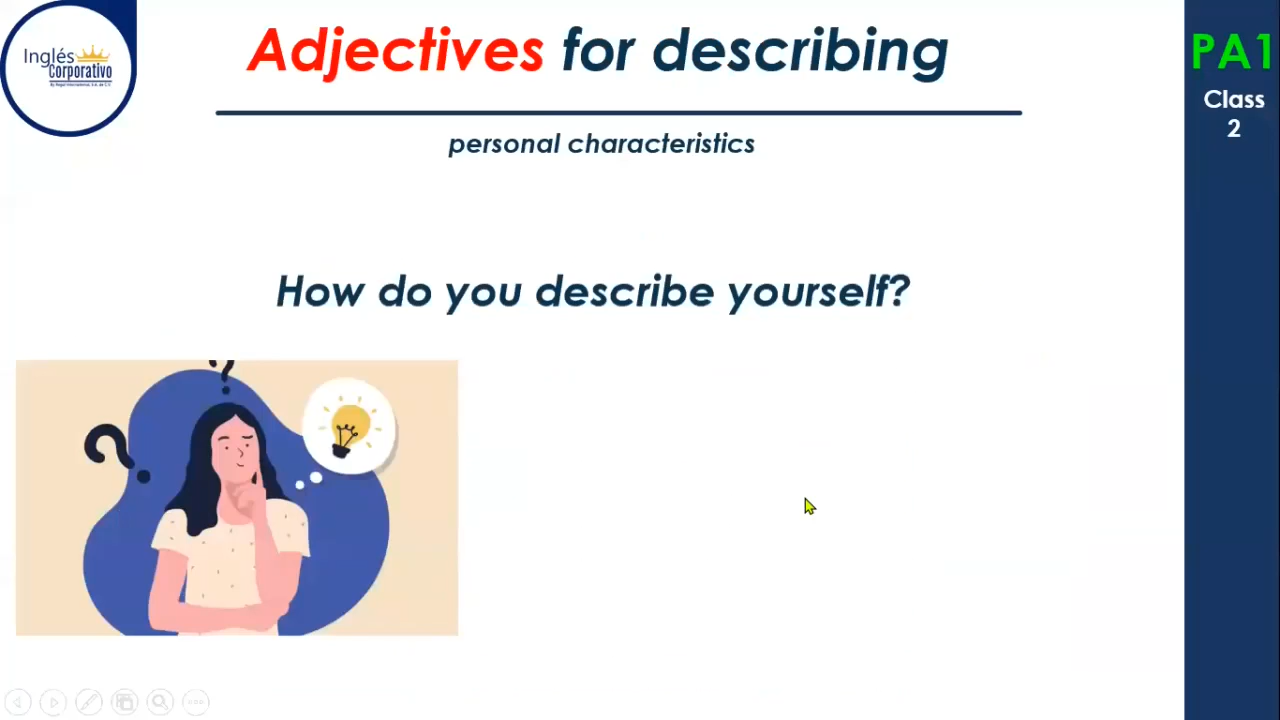 Inglés
Corporativo
Adjectives for describing
personal characteristics
PA1
Class
2
How do you describe yourself?